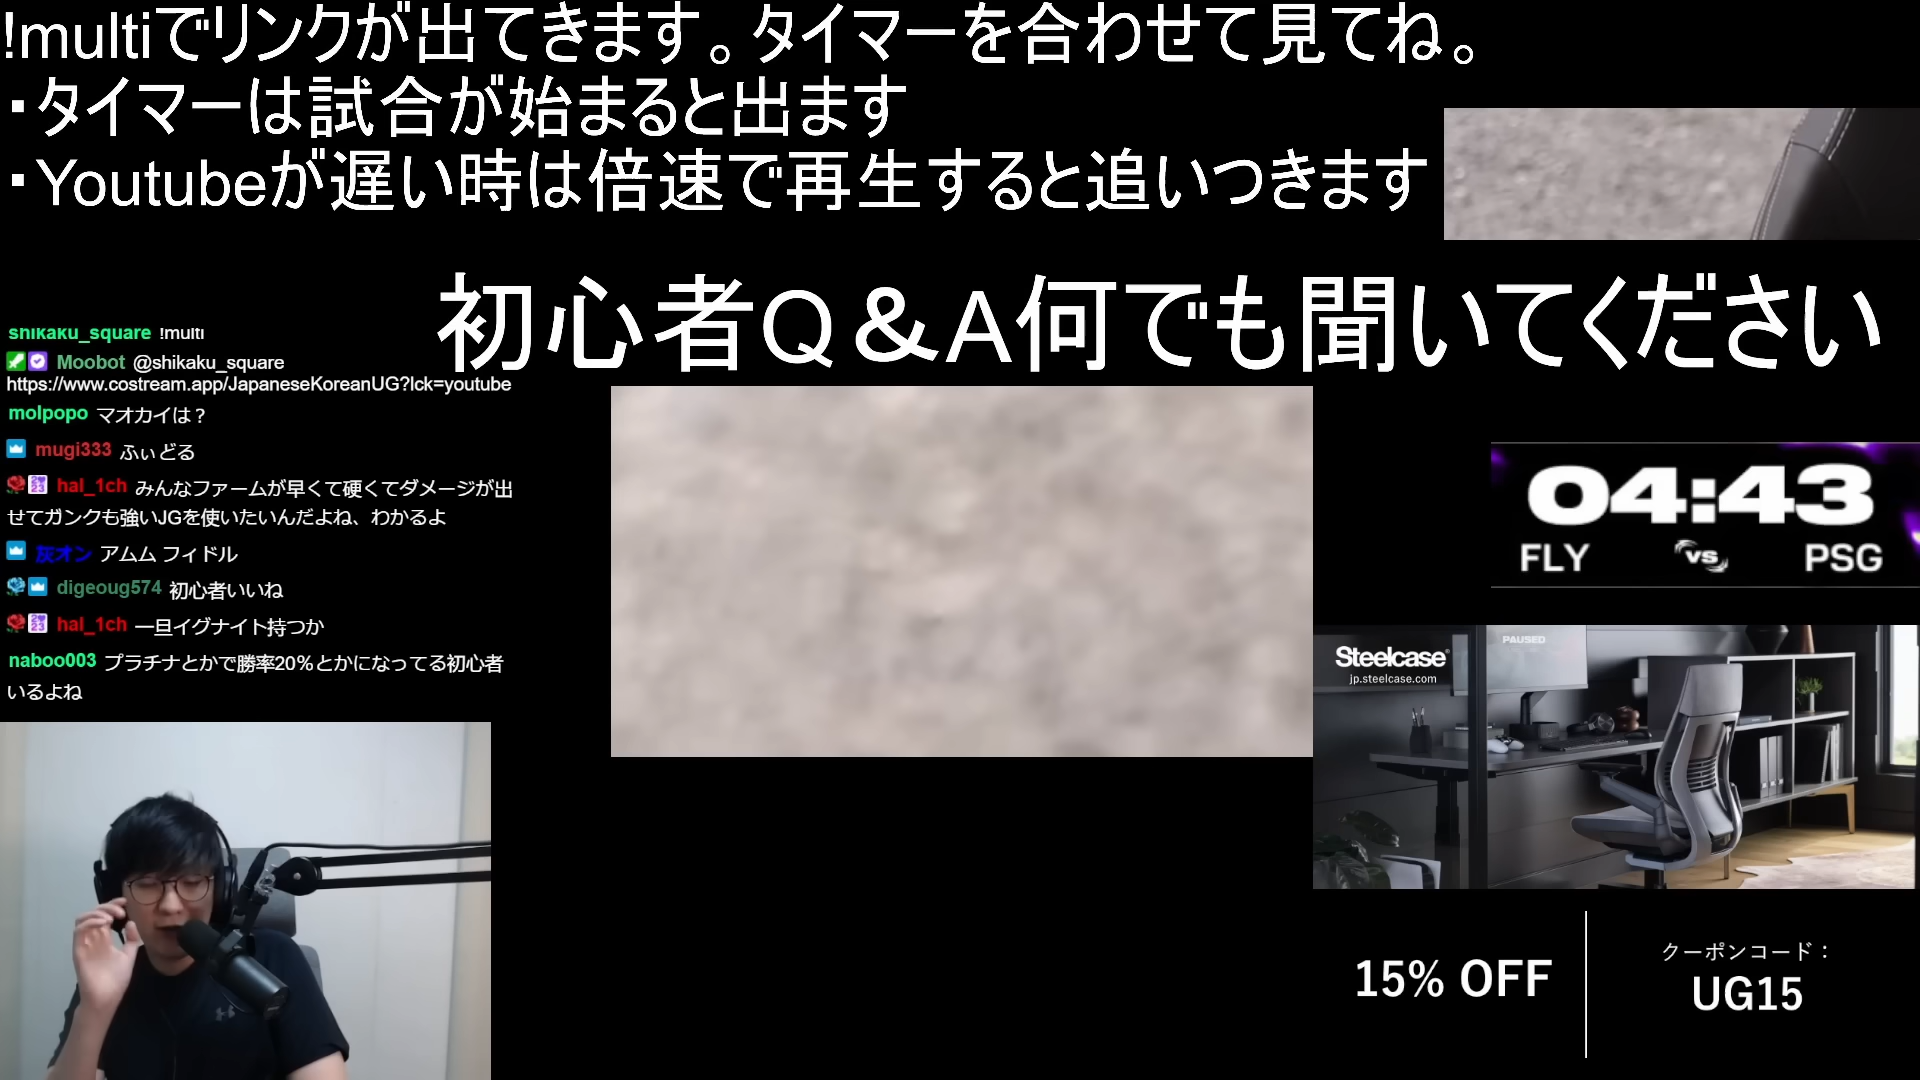 !multiでリンクが出てきます。タイマーを合わせて見てね。
・タイマーは試合が始まると出ます
・Youtubeが遅い時は倍速で再生すると追いつきます
初心者Q＆A何でも聞いてください
shikaku_square !multi
Moobot @shikaku_square
https://www.costream.app/JapaneseKoreanUG?lck=youtube
molpopo マオカイは？
mugi333 ふぃどる
hal_1ch みんなファームが早くて硬くてダメージが出
せてガンクも強いJGを使いたいんだよね、わかるよ
灰オン アムム フィドル
digeoug574 初心者いいね
hal_1ch 一旦イグナイト持つか
naboo003 プラチナとかで勝率20％とかになってる初心者
いるよね
04:43
FLY VS PSG
PAUSED
Steelcase
jp.steelcase.com
15% OFF
クーポンコード：
UG15